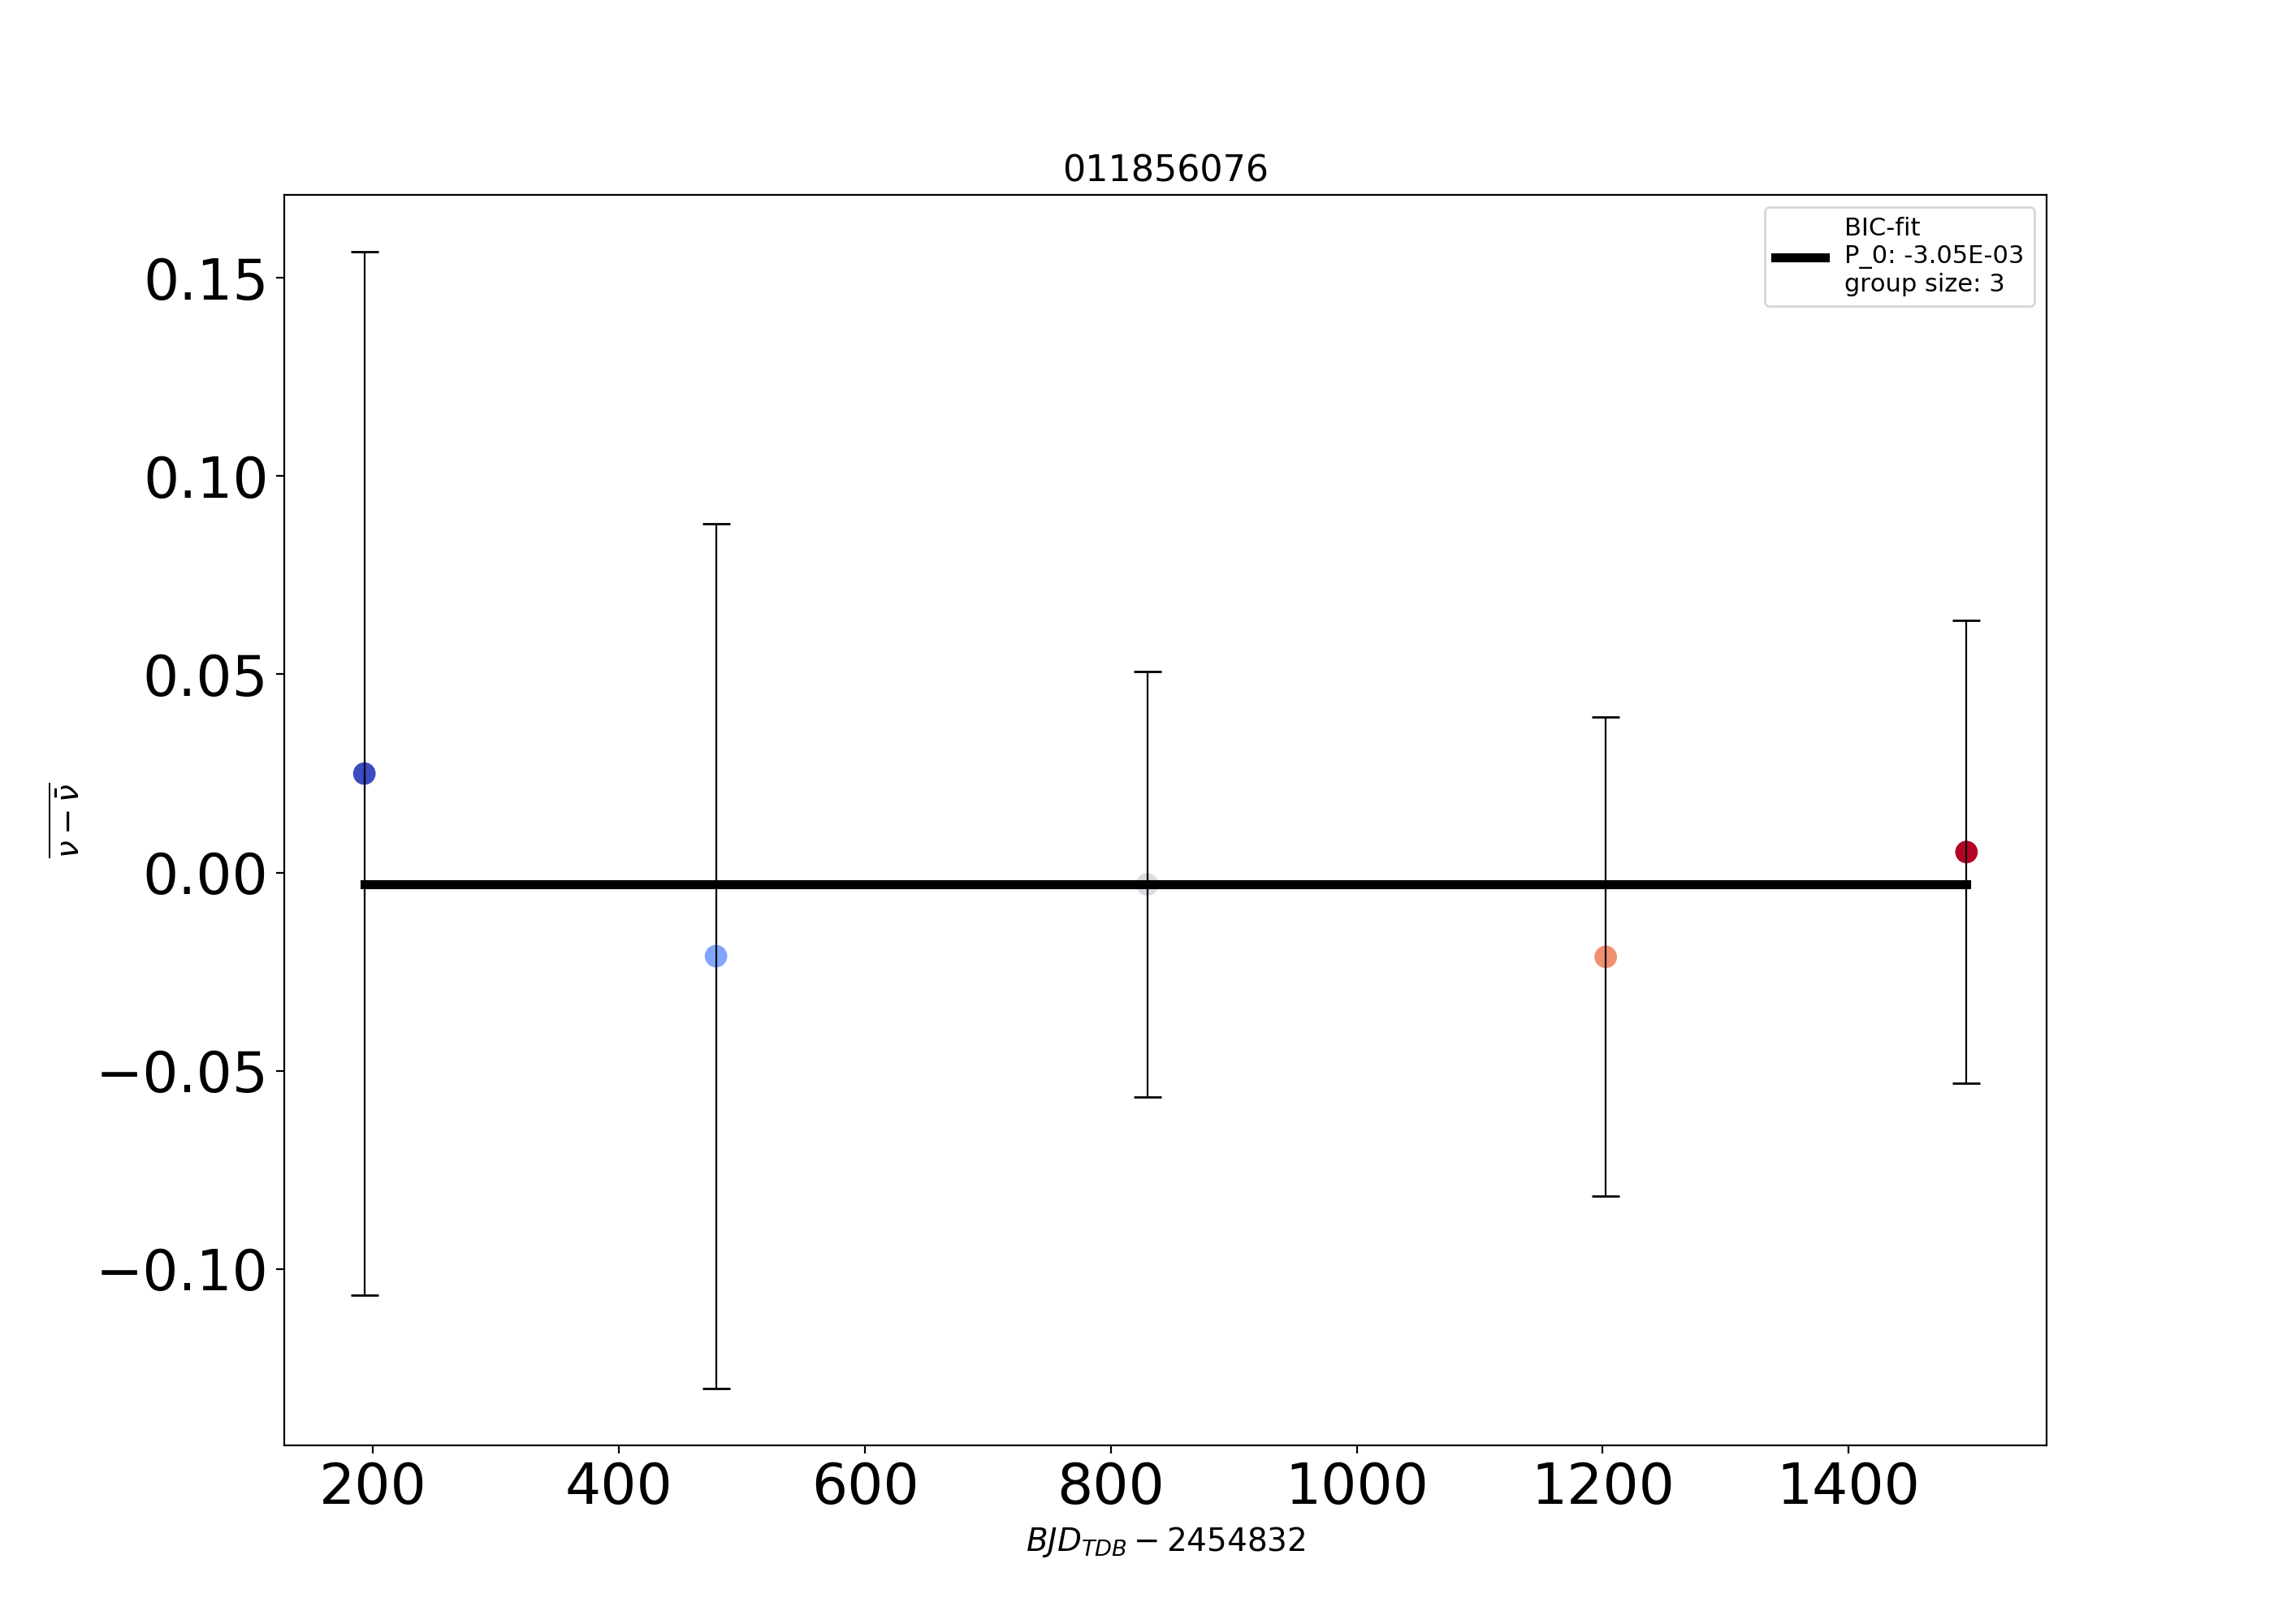 011856076
BIC-fit
P_0: -3.05E-03
group size: 3
0.15
0.10
0.05
0.00
−0.05
−0.10
ν − ν̄
200 400 600 800 1000 1200 1400
BJD_TDB − 2454832